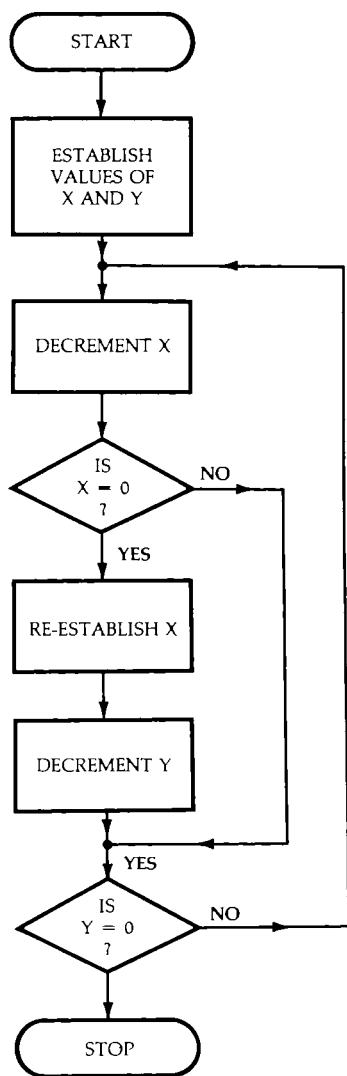 START
ESTABLISH
VALUES OF
X AND Y
DECREMENT X
IS
X = 0
?
NO
YES
RE-ESTABLISH X
DECREMENT Y
YES
IS
Y = 0
?
NO
STOP